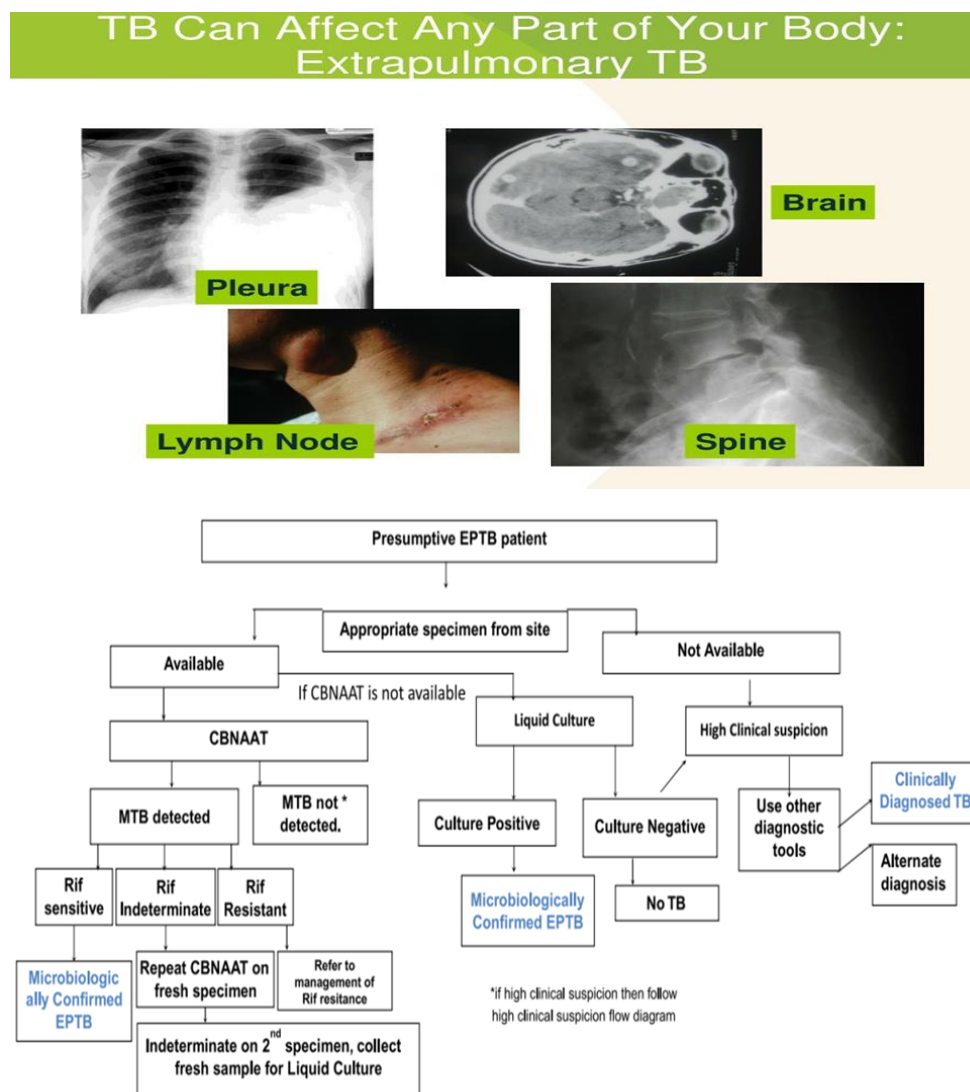 TB Can Affect Any Part of Your Body:
Extrapulmonary TB
Brain
Pleura
Lymph Node
Spine
Presumptive EPTB patient
Appropriate specimen from site
Available
Not Available
If CBNAAT is not available
CBNAAT
Liquid Culture
High Clinical suspicion
MTB detected
MTB not *
detected.
Culture Positive
Culture Negative
Use other
diagnostic
tools
Clinically
Diagnosed TB
Alternate
diagnosis
Rif
sensitive
Rif
Indeterminate
Rif
Resistant
Microbiologically
Confirmed EPTB
No TB
Microbiologic
ally Confirmed
EPTB
Repeat CBNAAT on
fresh specimen
Refer to
management of
Rif resitance
*if high clinical suspicion then follow
high clinical suspicion flow diagram
Indeterminate on 2nd specimen, collect
fresh sample for Liquid Culture